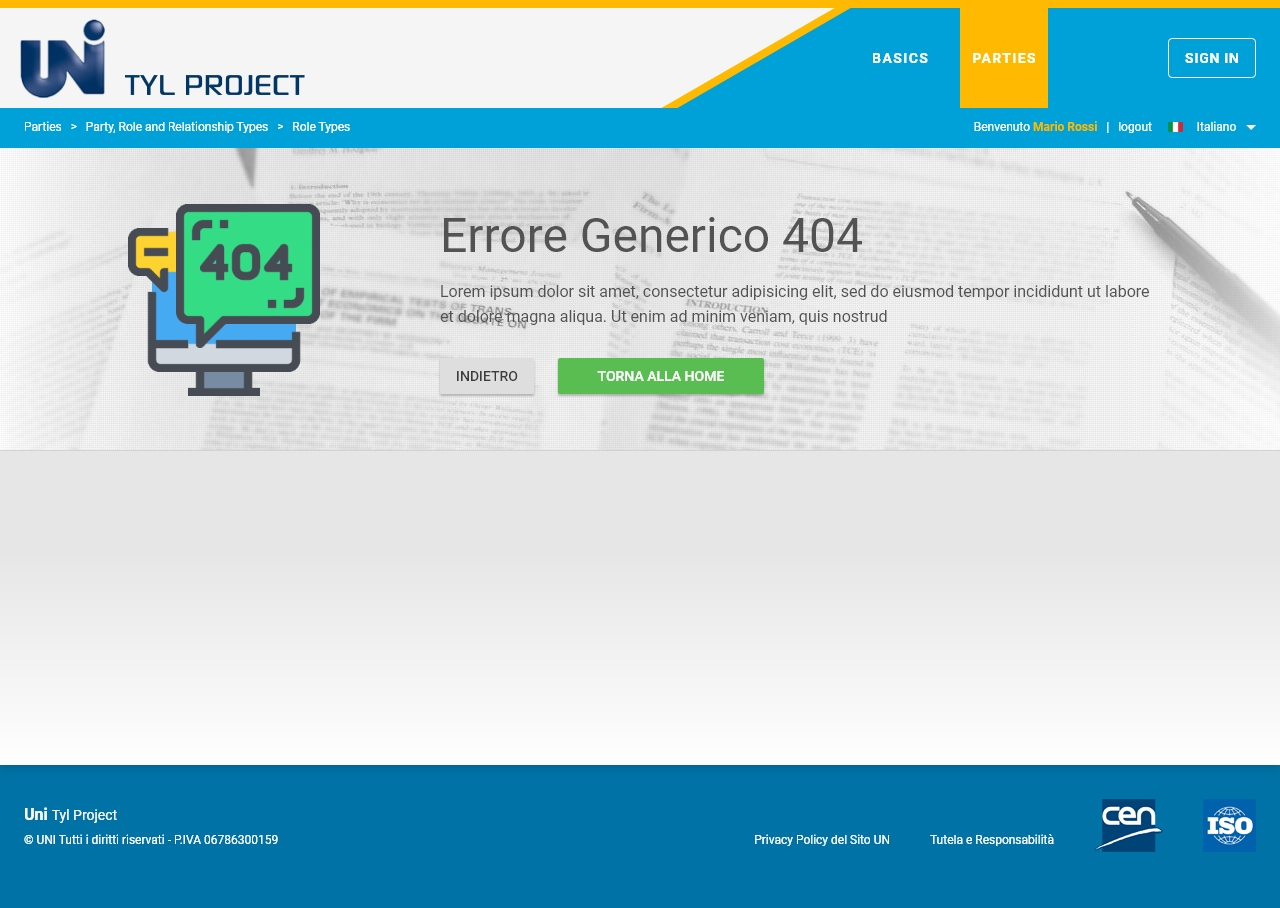 UNI TYL PROJECT
BASICS
PARTIES
SIGN IN
Parties > Party, Role and Relationship Types > Role Types
Benvenuto Mario Rossi | logout Italiano
404
Errore Generico 404
Lorem ipsum dolor sit amet, consectetur adipisicing elit, sed do eiusmod tempor incididunt ut labore
et dolore magna aliqua. Ut enim ad minim veniam, quis nostrud
INDIETRO
TORNA ALLA HOME
1. Introduction
INTRODUCTION
Uni Tyl Project
© UNI Tutti i diritti riservati - P.IVA 06786300159
Privacy Policy del Sito UN
Tutela e Responsabilità
cen
ISO